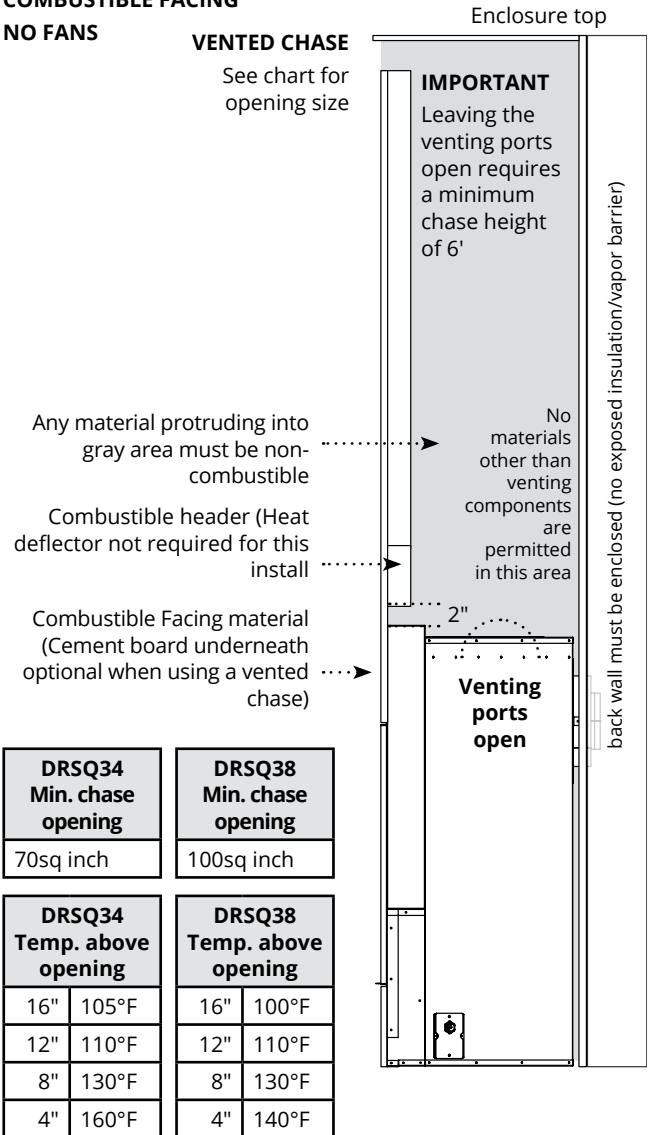 COMBUSTIBLE FACING
NO FANS
VENTED CHASE
See chart for
opening size
Enclosure top
IMPORTANT
Leaving the
venting ports
open requires
a minimum
chase height
of 6'
back wall must be enclosed (no exposed insulation/vapor barrier)
Any material protruding into
gray area must be non-
combustible
No
materials
other than
venting
components
are
permitted
in this area
Combustible header (Heat
deflector not required for this
install
2"
Combustible Facing material
(Cement board underneath
optional when using a vented
chase)
Venting
ports
open
DRSQ34
Min. chase
opening
70sq inch
DRSQ38
Min. chase
opening
100sq inch
DRSQ34
Temp. above
opening
16" 105°F
12" 110°F
8" 130°F
4" 160°F
DRSQ38
Temp. above
opening
16" 100°F
12" 110°F
8" 130°F
4" 140°F